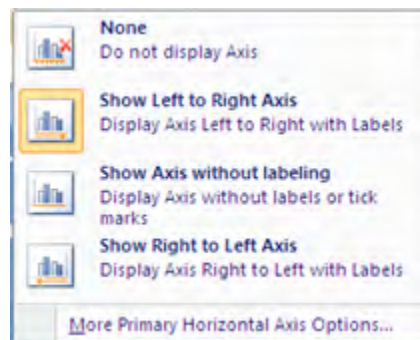 None
Do not display Axis
Show Left to Right Axis
Display Axis Left to Right with Labels
Show Axis without labeling
Display Axis without labels or tick
marks
Show Right to Left Axis
Display Axis Right to Left with Labels
More Primary Horizontal Axis Options...